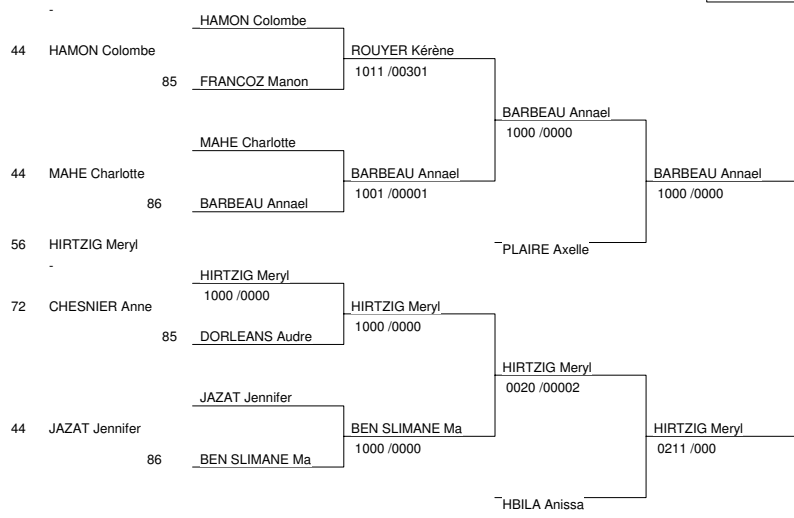 -
HAMON Colombe
44 HAMON Colombe
ROUYER Kérène
1011 /00301
85 FRANCOZ Manon
BARBEAU Annael
1000 /0000
MAHE Charlotte
44 MAHE Charlotte
BARBEAU Annael
1001 /00001
BARBEAU Annael
1000 /0000
86 BARBEAU Annael
56 HIRTZIG Meryl
PLAIRE Axelle
-
HIRTZIG Meryl
1000 /0000
72 CHESNIER Anne
HIRTZIG Meryl
1000 /0000
85 DORLEANS Audre
HIRTZIG Meryl
0020 /00002
JAZAT Jennifer
44 JAZAT Jennifer
BEN SLIMANE Ma
1000 /0000
HIRTZIG Meryl
0211 /000
86 BEN SLIMANE Ma
HBILA Anissa